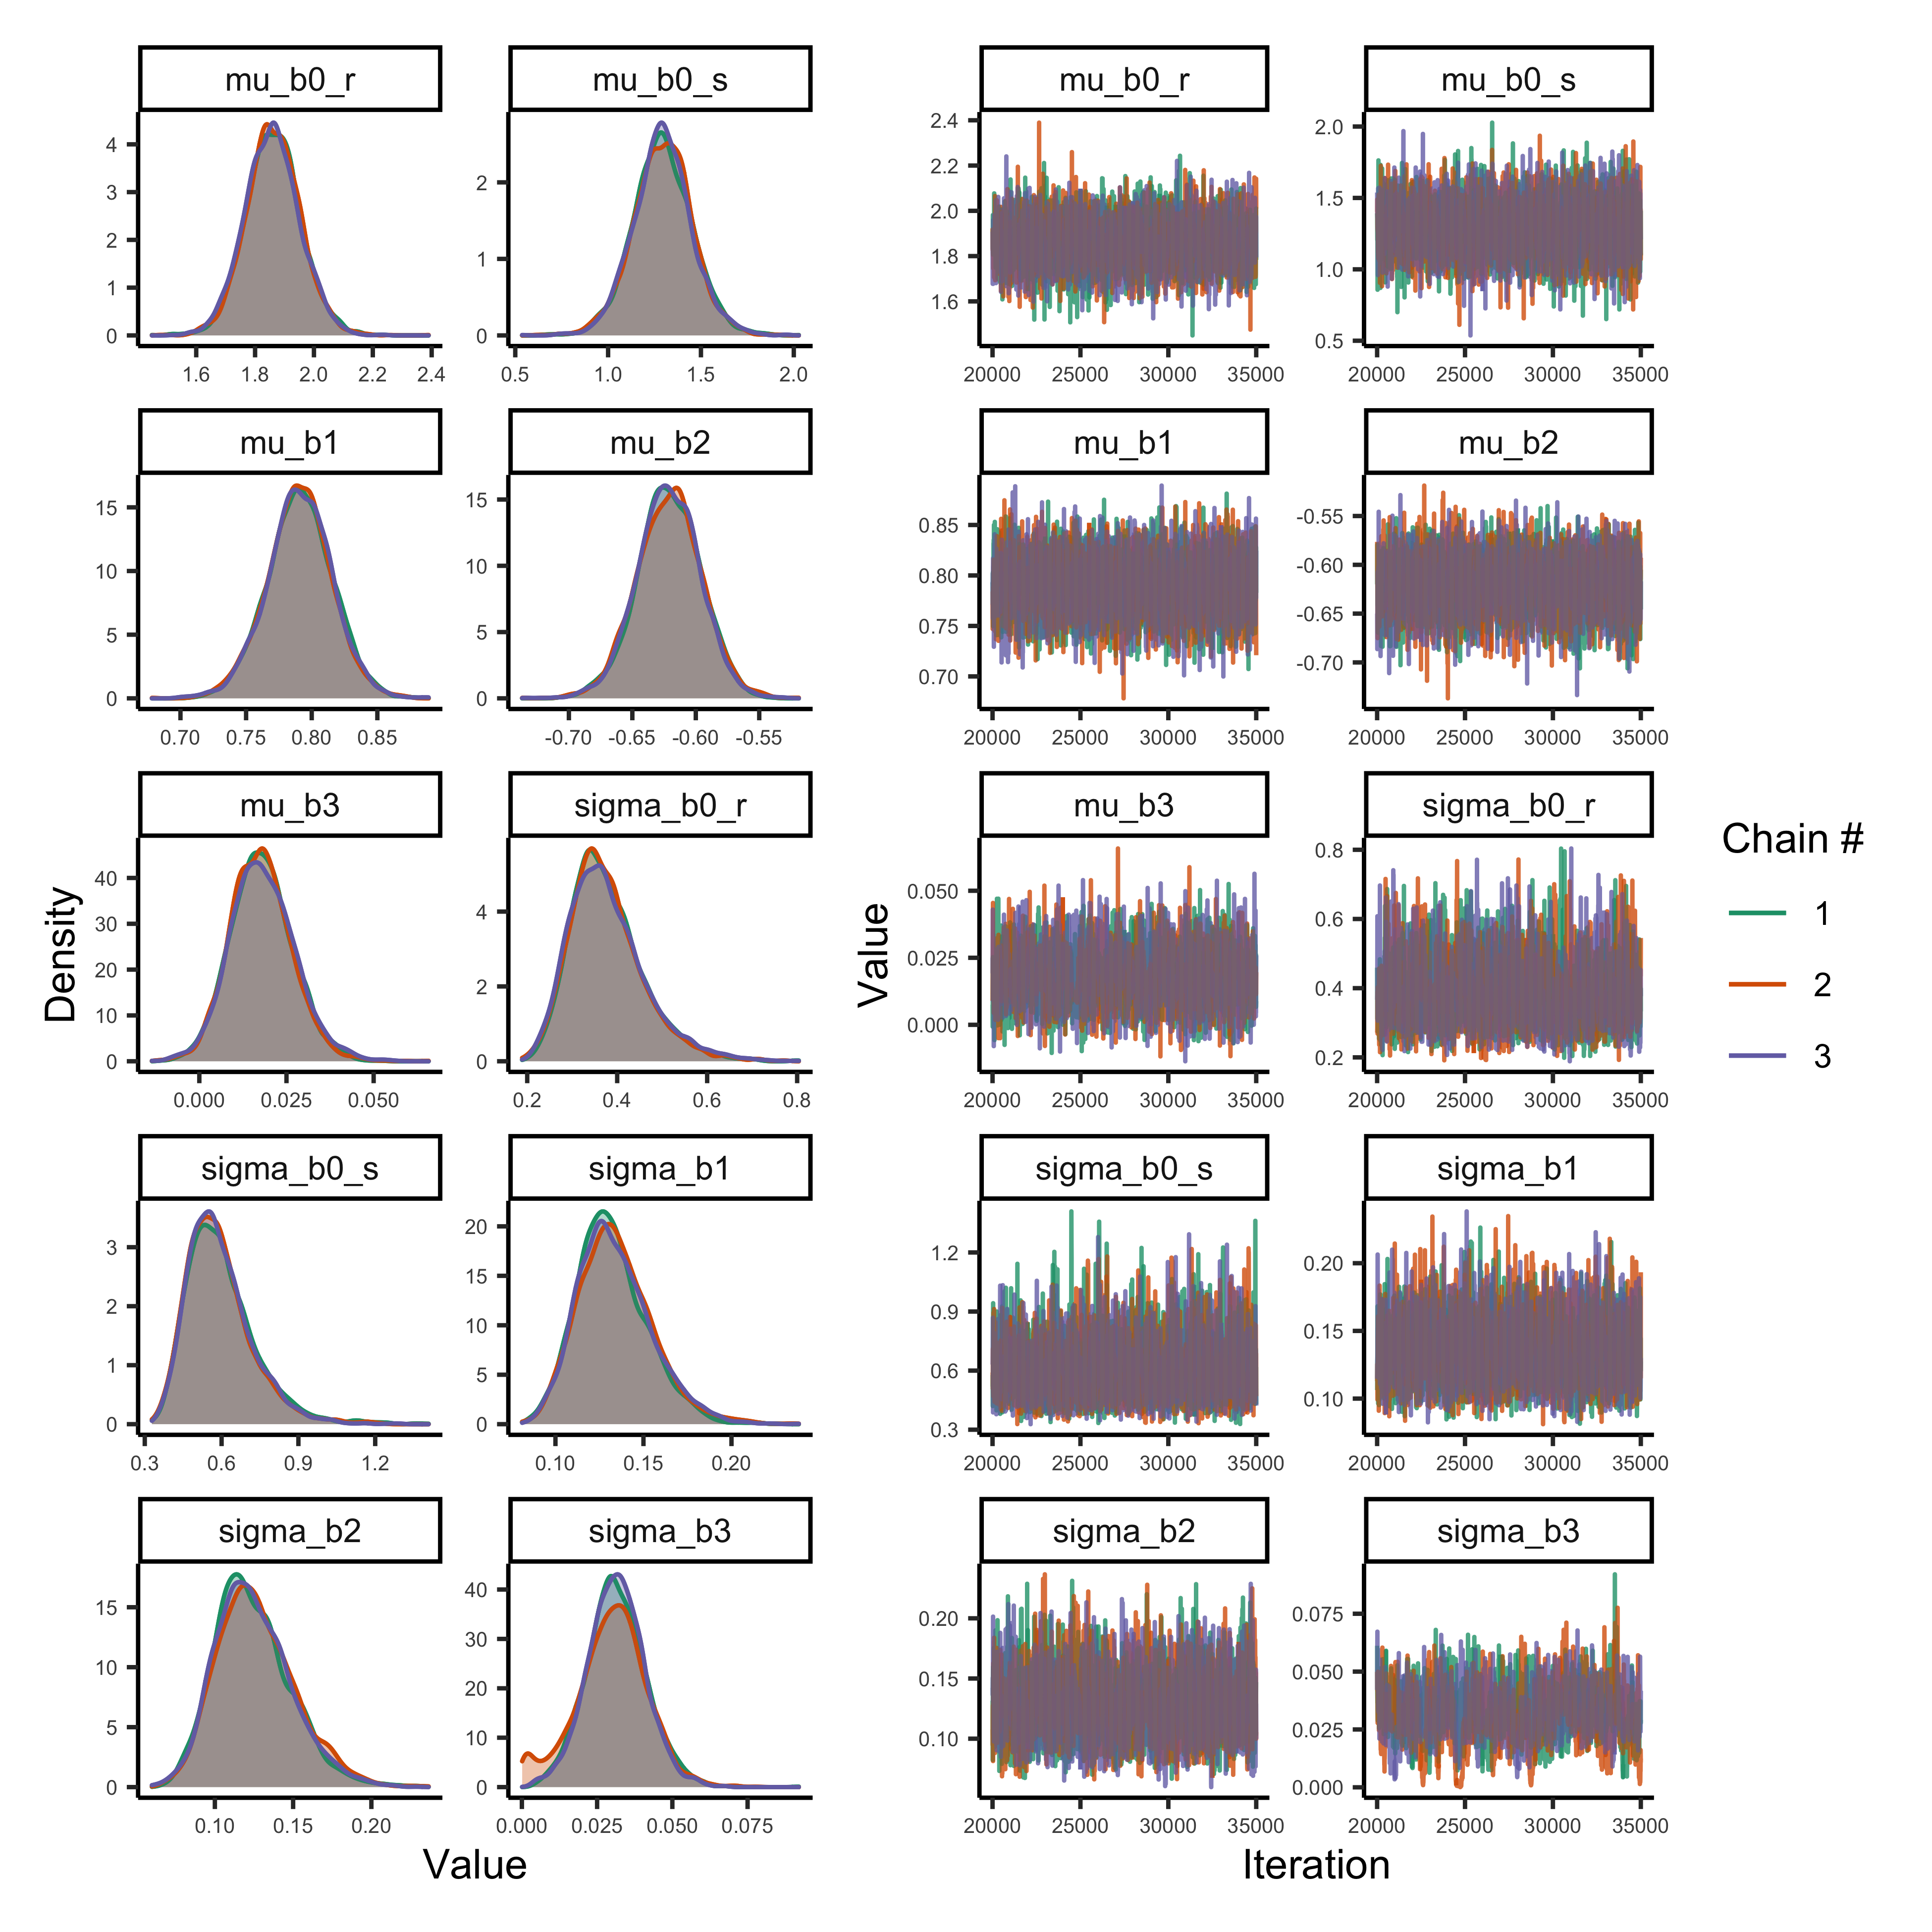 mu_b0_r mu_b0_s mu_b0_r mu_b0_s
4 3 2 1 0
2 1 0
2.4 2.2 2.0 1.8 1.6
2.0 1.5 1.0 0.5
1.6 1.8 2.0 2.2 2.4 0.5 1.0 1.5 2.0 20000 25000 30000 35000 20000 25000 30000 35000
mu_b1 mu_b2 mu_b1 mu_b2
15 10 5 0
15 10 5 0
0.85 0.80 0.75 0.70
-0.55 -0.60 -0.65 -0.70
0.70 0.75 0.80 0.85 -0.70 -0.65 -0.60 -0.55 20000 25000 30000 35000 20000 25000 30000 35000
mu_b3 sigma_b0_r mu_b3 sigma_b0_r
40 30 20 10 0
4 2 0
0.050 0.025 0.000
0.8 0.6 0.4 0.2
0.000 0.025 0.050 0.2 0.4 0.6 0.8 20000 25000 30000 35000 20000 25000 30000 35000
sigma_b0_s sigma_b1 sigma_b0_s sigma_b1
3 2 1 0
20 15 10 5 0
1.2 0.9 0.6 0.3
0.20 0.15 0.10
0.3 0.6 0.9 1.2 0.10 0.15 0.20 20000 25000 30000 35000 20000 25000 30000 35000
sigma_b2 sigma_b3 sigma_b2 sigma_b3
15 10 5 0
40 30 20 10 0
0.20 0.15 0.10
0.075 0.050 0.025 0.000
0.10 0.15 0.20 0.000 0.025 0.050 0.075 20000 25000 30000 35000 20000 25000 30000 35000
Density
Value
Value
Iteration
Chain #
1
2
3